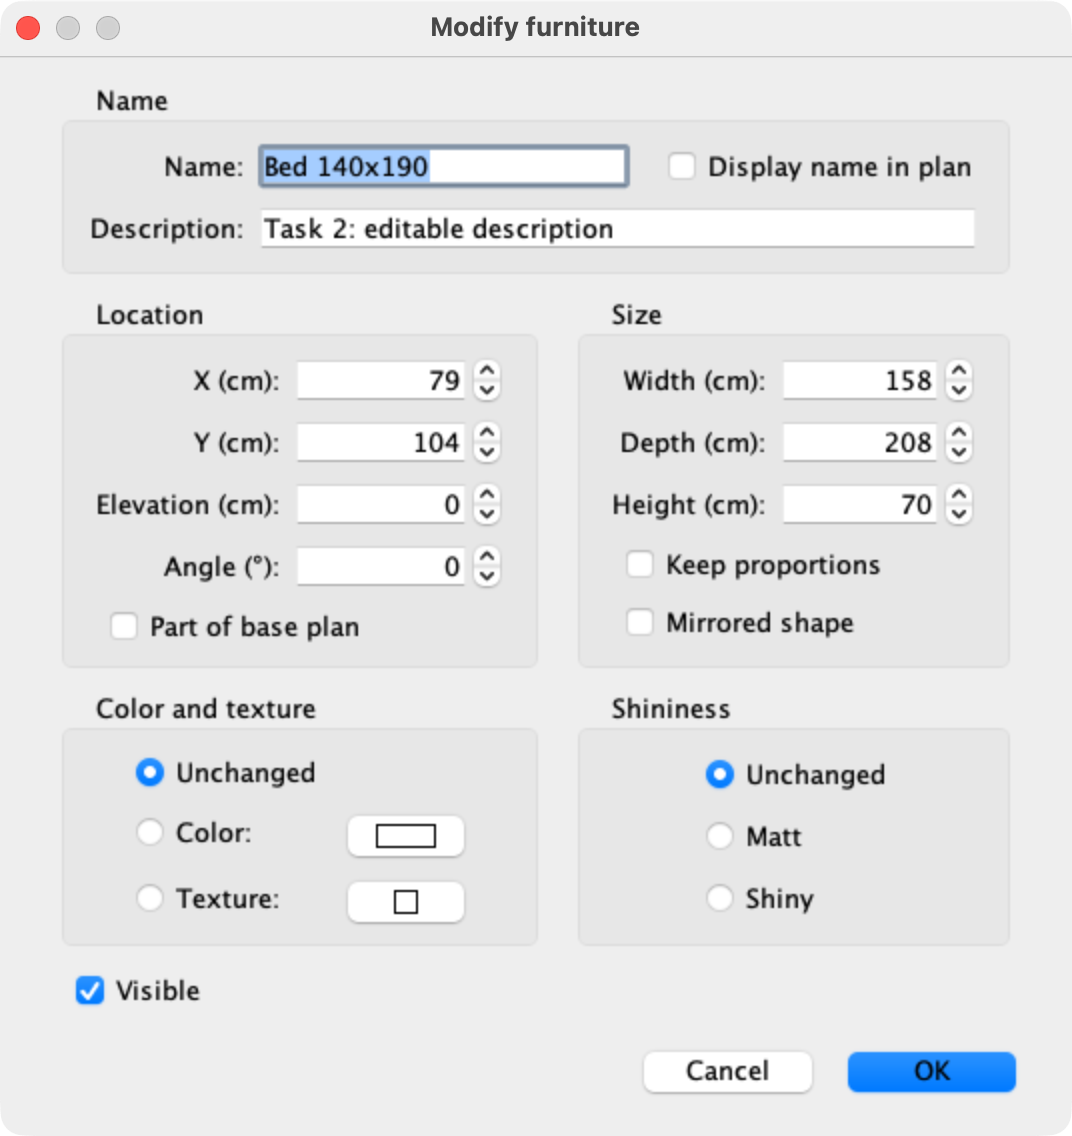 Modify furniture
Name
Name: Bed 140x190 Display name in plan
Description: Task 2: editable description
Location Size
X (cm): 79 Width (cm): 158
Y (cm): 104 Depth (cm): 208
Elevation (cm): 0 Height (cm): 70
Angle (°): 0 Keep proportions
Part of base plan Mirrored shape
Color and texture Shininess
Unchanged Unchanged
Color: Matt
Texture: Shiny
Visible
Cancel OK